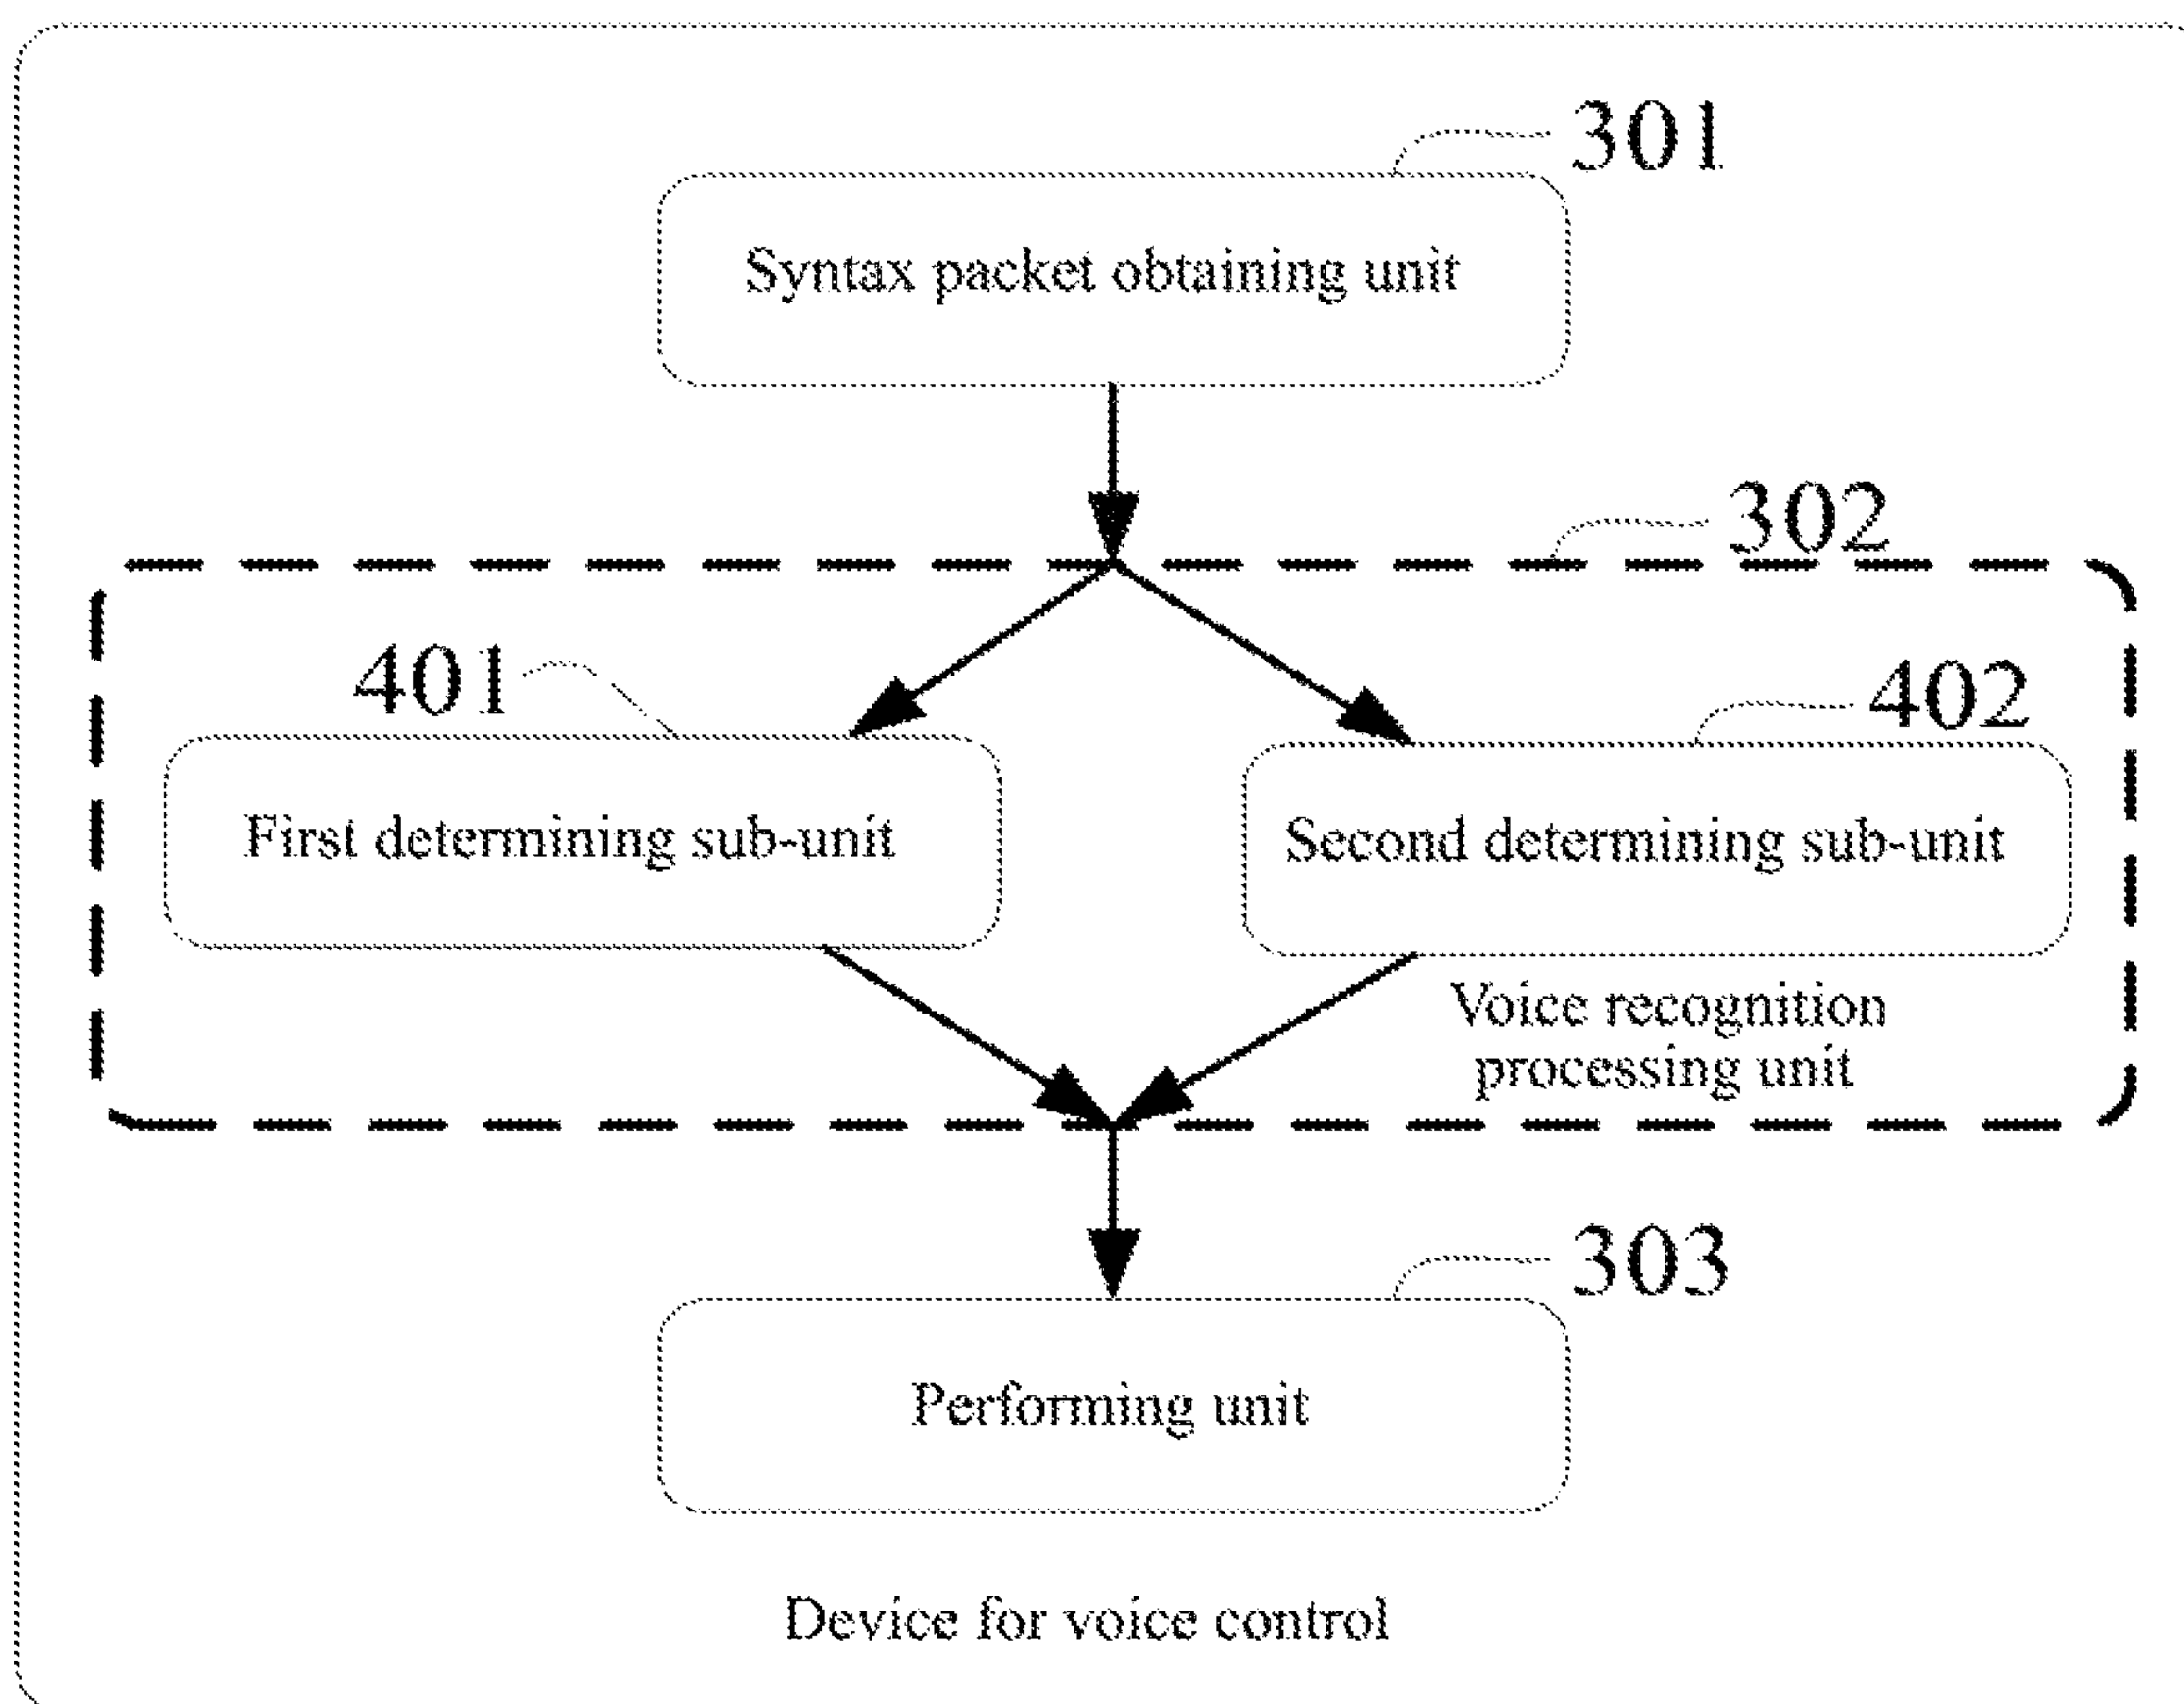 301
Syntax packet obtaining unit
302
401
402
First determining sub-unit
Second determining sub-unit
Voice recognition
processing unit
303
Performing unit
Device for voice control